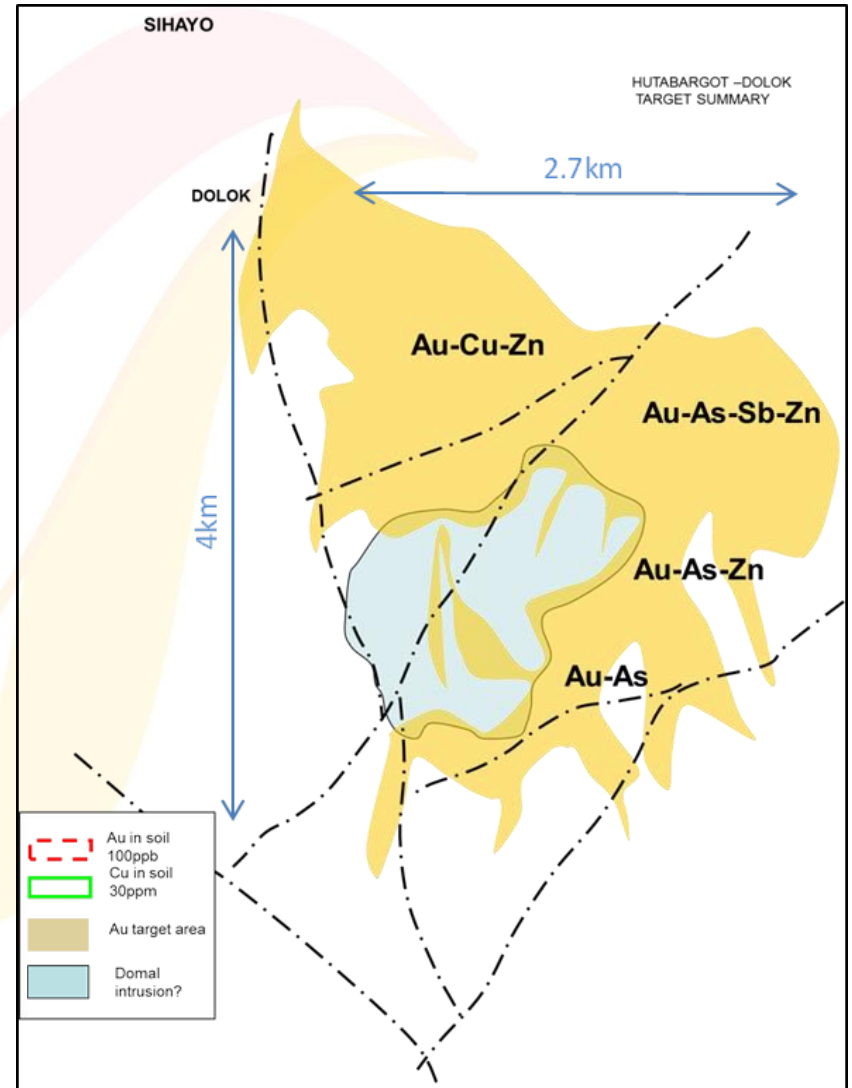 SIHAYO
HUTABARGOT –DOLOK
TARGET SUMMARY
2.7km
DOLOK
Au-Cu-Zn
Au-As-Sb-Zn
4km
Au-As-Zn
Au-As
Au in soil
100ppb
Cu in soil
30ppm
Au target area
Domal
intrusion?